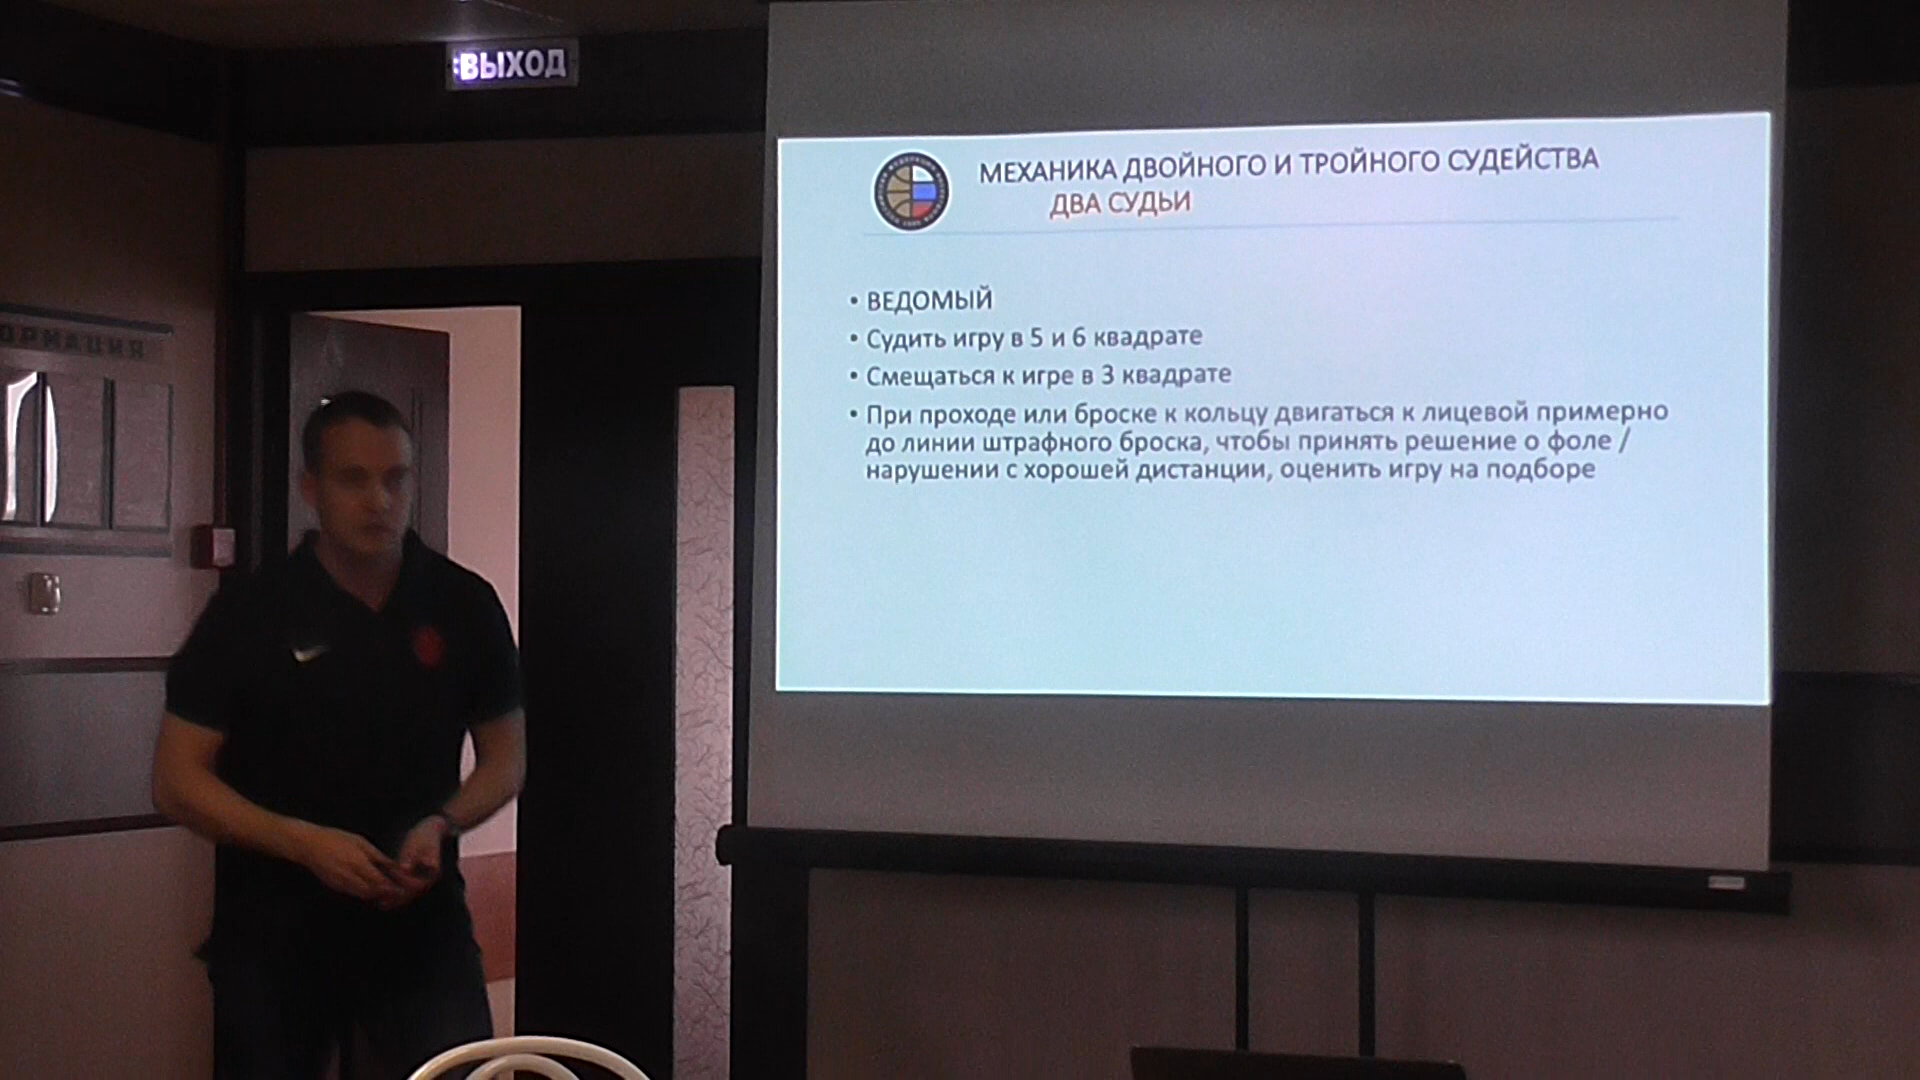 ВЫХОД
ОРМАЦИЯ
МЕХАНИКА ДВОЙНОГО И ТРОЙНОГО СУДЕЙСТВА
ДВА СУДЬИ
• ВЕДОМЫЙ
• Судить игру в 5 и 6 квадрате
• Смещаться к игре в 3 квадрате
• При проходе или броске к кольцу двигаться к лицевой примерно
до линии штрафного броска, чтобы принять решение о фоле /
нарушении с хорошей дистанции, оценить игру на подборе